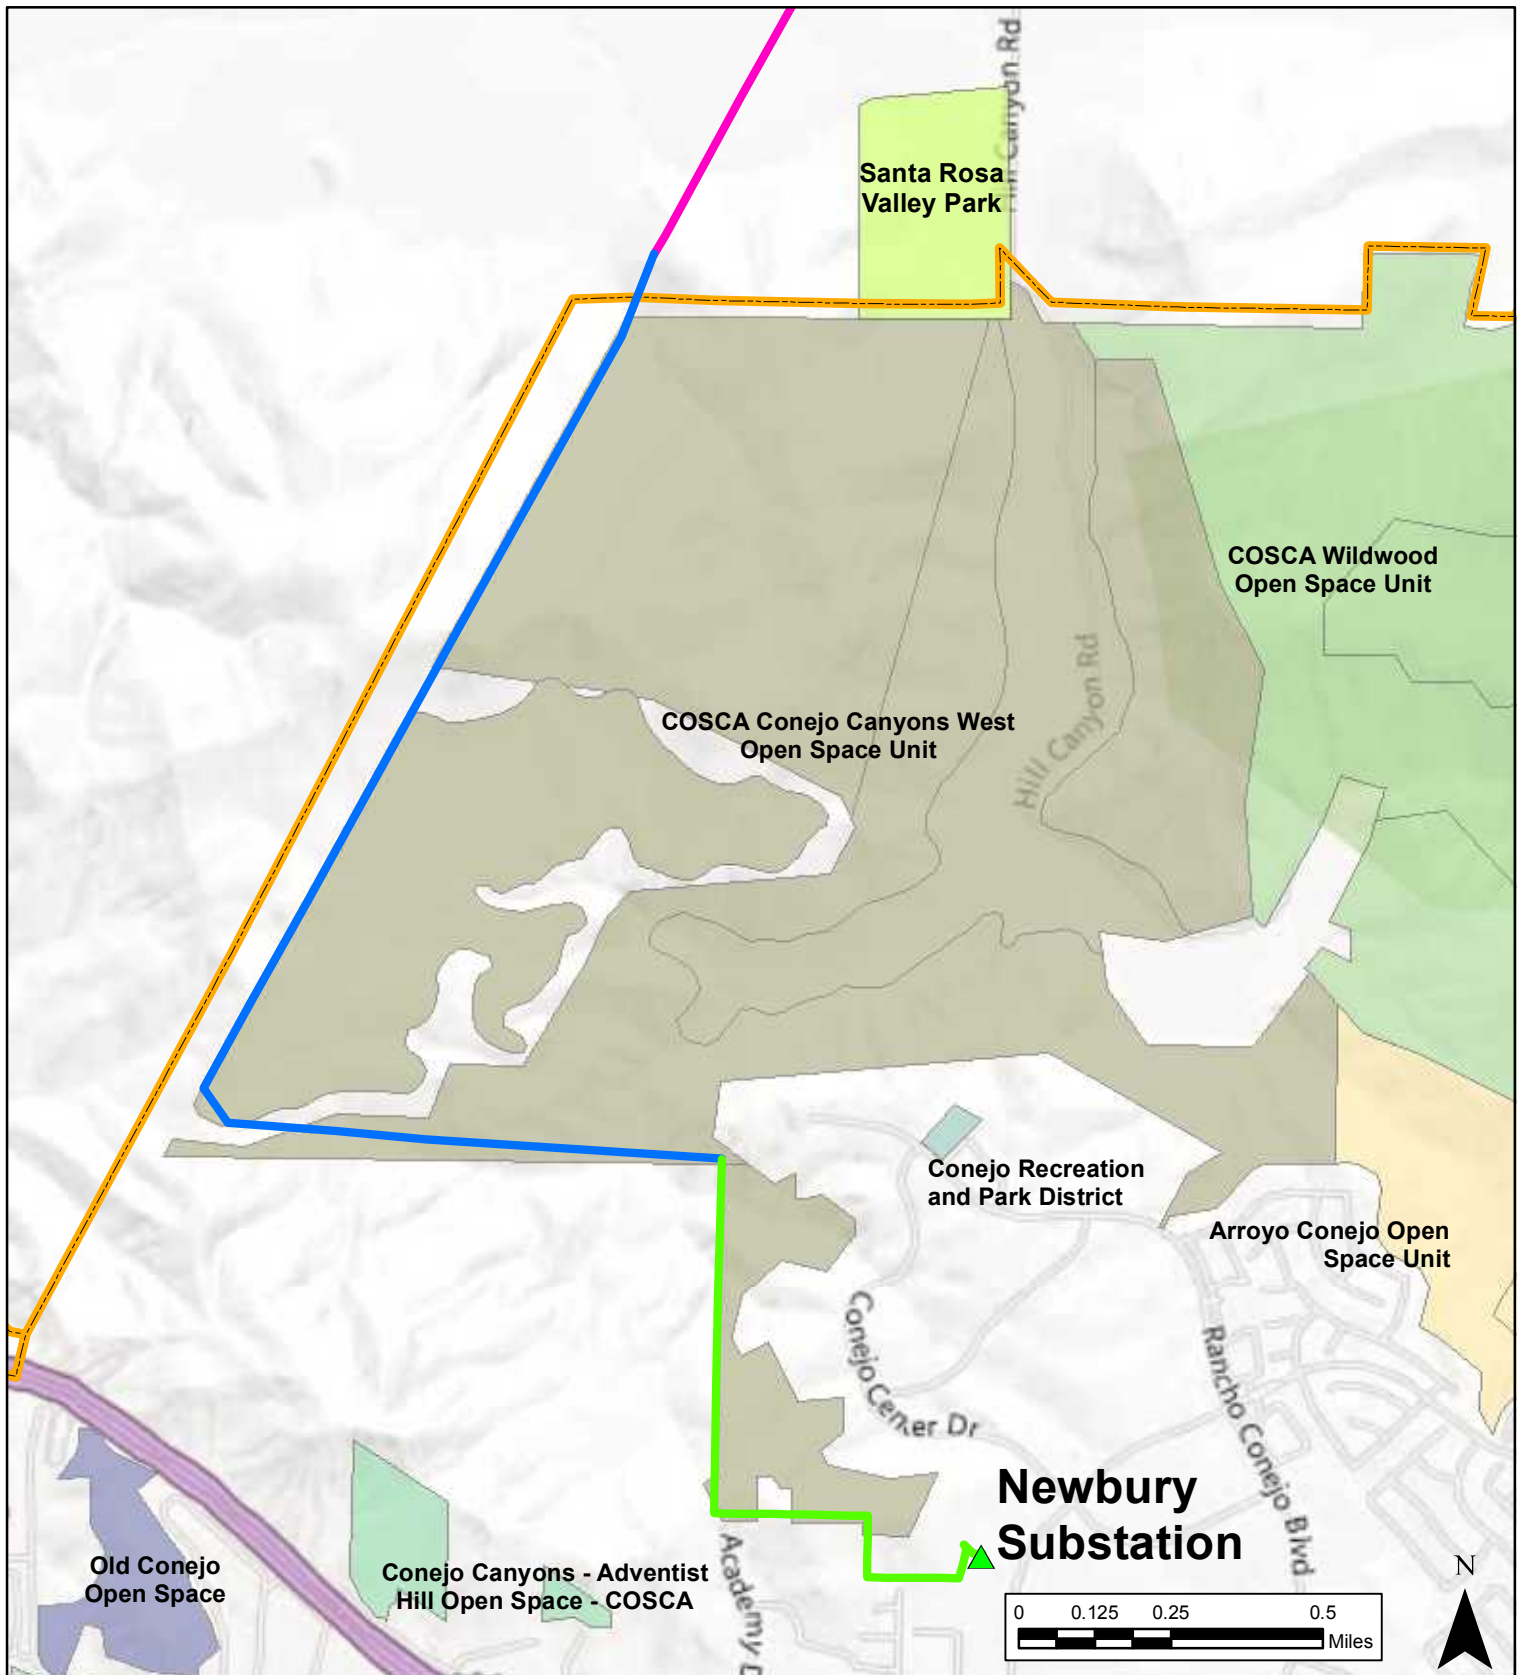 Hill Canyon Rd
Santa Rosa
Valley Park
COSCA Wildwood
Open Space Unit
Hill Canyon Rd
COSCA Conejo Canyons West
Open Space Unit
Conejo Recreation
and Park District
Arroyo Conejo Open
Space Unit
Conejo Center Dr
Rancho Conejo Blvd
Newbury
Substation
Old Conejo
Open Space
Conejo Canyons - Adventist
Hill Open Space - COSCA
Academy D
N
0 0.125 0.25 0.5
Miles